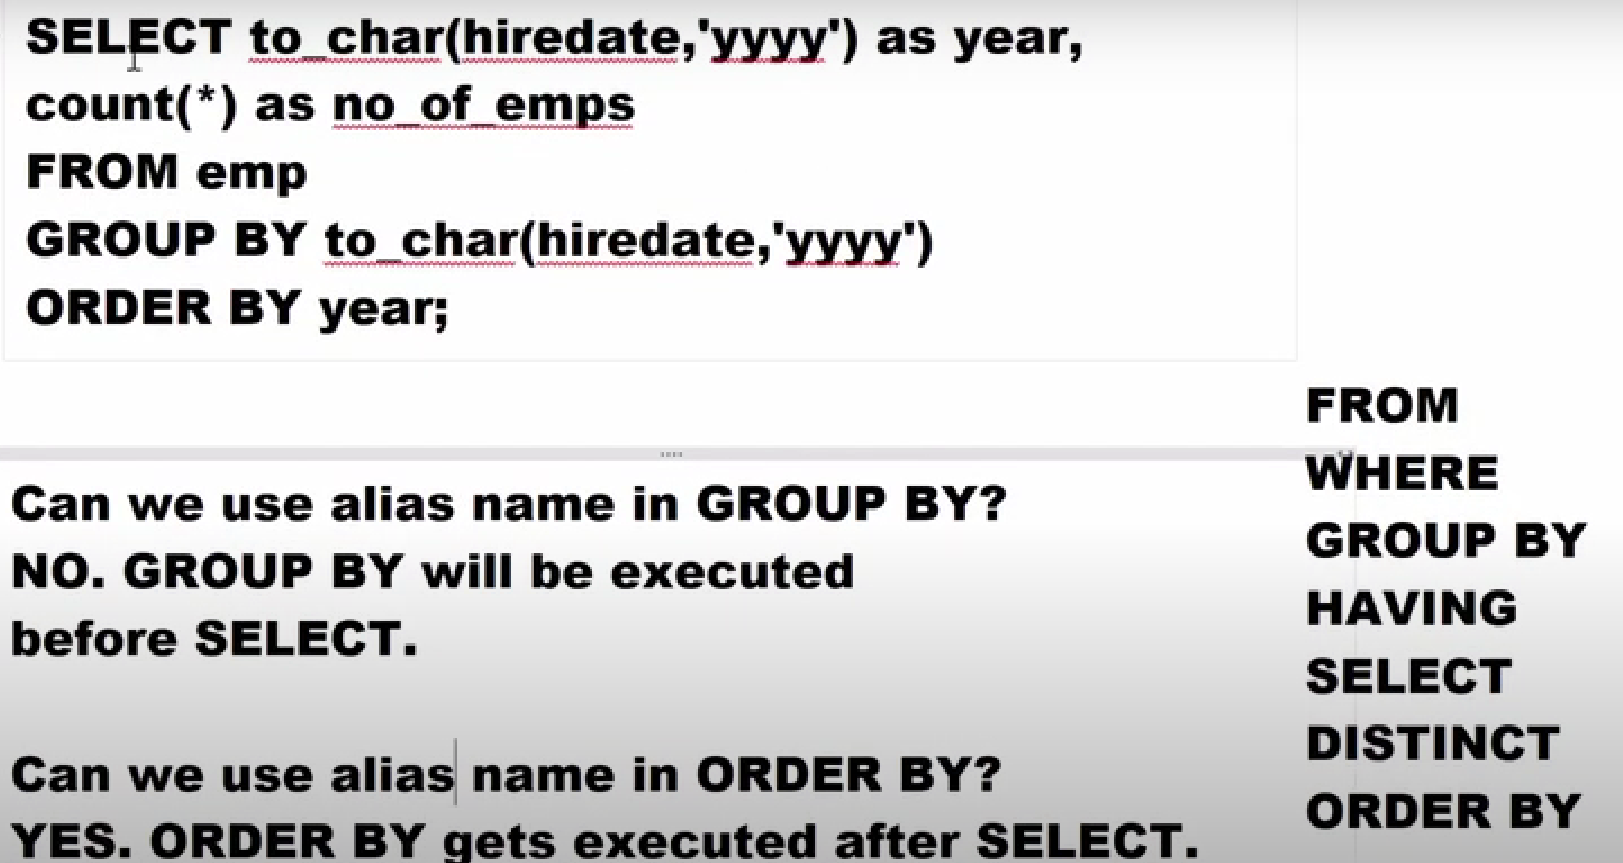 SELECT to_char(hiredate,'yyyy') as year,
count(*) as no_of_emps
FROM emp
GROUP BY to_char(hiredate,'yyyy')
ORDER BY year;
Can we use alias name in GROUP BY?
NO. GROUP BY will be executed
before SELECT.
Can we use alias name in ORDER BY?
YES. ORDER BY gets executed after SELECT.
FROM
WHERE
GROUP BY
HAVING
SELECT
DISTINCT
ORDER BY